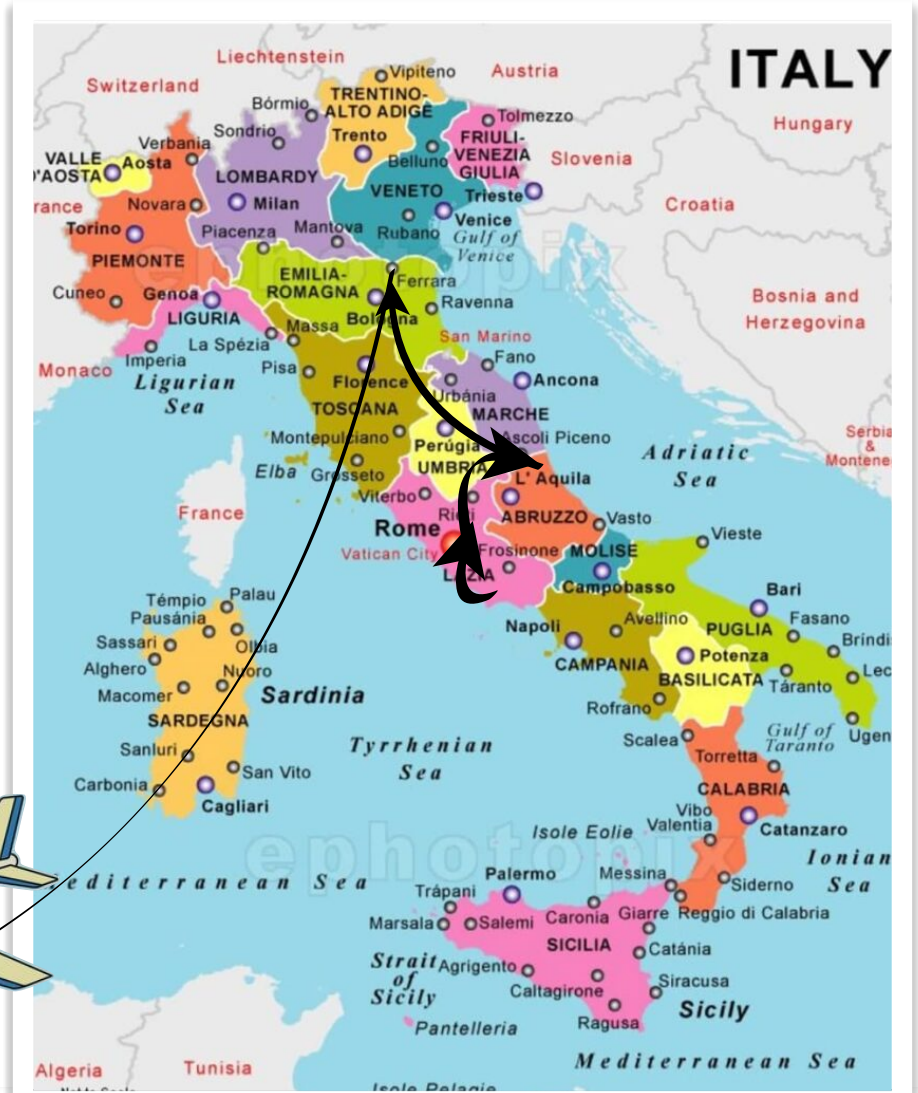 ITALY
Liechtenstein
Switzerland
Austria
Hungary
Vipiteno
TRENTINO-
ALTO ADIGE
Bórmio
Trento
Tolmezzo
FRIULI-
VENEZIA
GIULIA
Slovenia
Sondrio
Verbania
Belluno
VALLE
D'AOSTA
Aosta
LOMBARDY
VENETO
Trieste
Croatia
rance
Novara
Milan
Venice
Torino
Piacenza
Mantova
Rubano
Gulf of
Venice
PIEMONTE
EMILIA-
ROMAGNA
Ferrara
Cuneo
Genoa
Bologna
Ravenna
Bosnia and
Herzegovina
LIGURIA
Massa
San Marino
La Spézia
Imperia
Monaco
Pisa
Florence
Fano
Ancona
Urbánia
Ligurian
Sea
TOSCANA
MARCHE
Montepulciano
Perúgia
Ascoli Piceno
Serbia
&
Montene
Elba
Grosseto
UMBRIA
Adriatic
Sea
Viterbo
L' Aquila
France
Rieti
ABRUZZO
Vasto
Rome
Vatican City
Frosinone
MOLISE
Vieste
LAZIA
Campobasso
Témpio
Pausánia
Palau
Bari
Napoli
Avellino
PUGLIA
Fasano
Sassari
Olbia
Bríndis
Alghero
Nuoro
CAMPANIA
Potenza
BASILICATA
Lec
Macomer
Sardinia
Táranto
SARDEGNA
Rofrano
Ugen
Gulf of
Taranto
Sanluri
Tyrrhenian
Sea
Scalea
Torretta
San Vito
Carbonia
Cagliari
CALABRIA
Vibo
Valentia
Catanzaro
Isole Eolie
ephotopix
Ionian
Sea
Mediterranean Sea
Palermo
Messina
Siderno
Trápani
Marsala
Salemi
Caronia
Giarre
Reggio di Calabria
SICILIA
Catánia
Strait
of
Sicily
Agrigento
Caltagirone
Siracusa
Sicily
Ragusa
Pantelleria
Algeria
Tunisia
Mediterranean Sea
Isole Pelagie